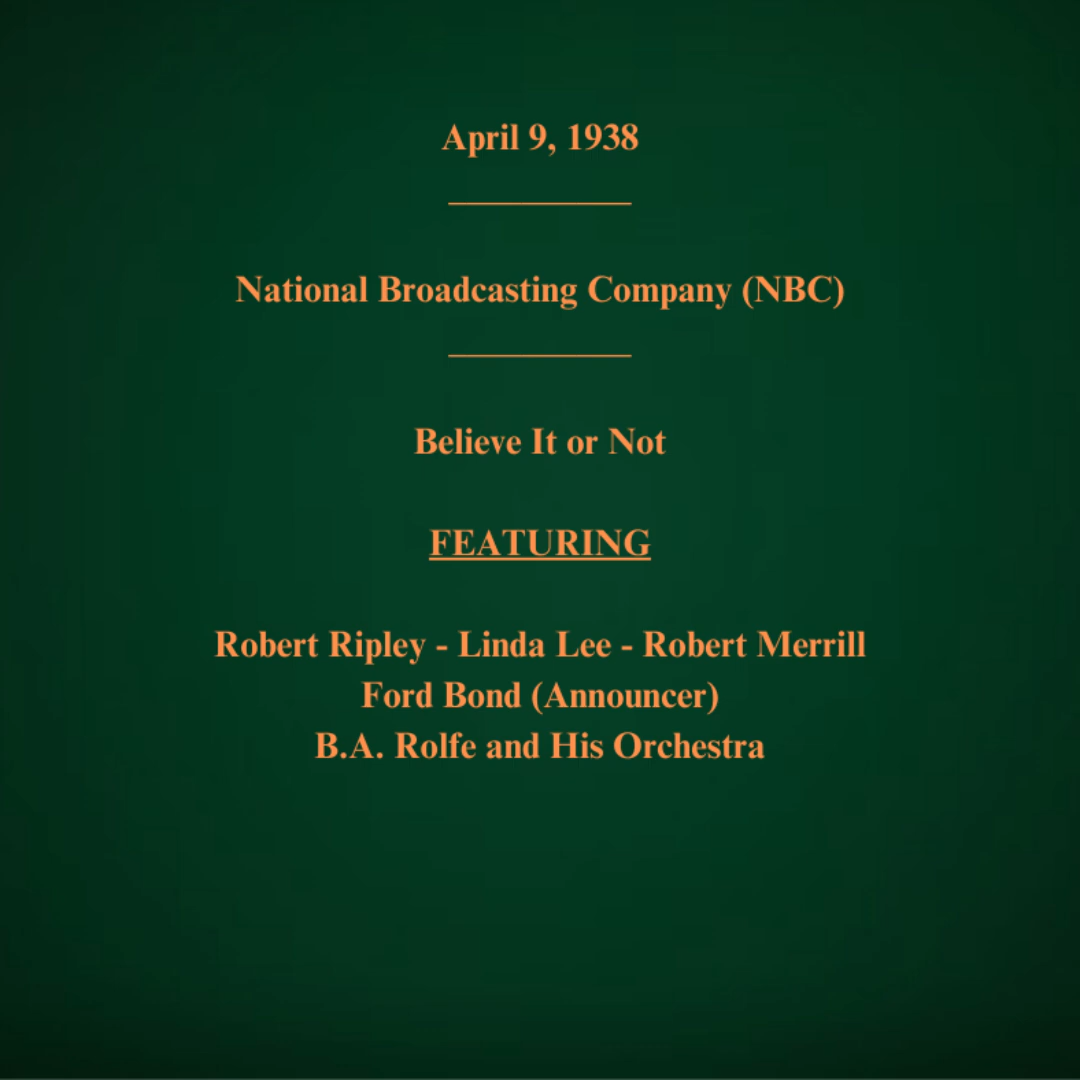 April 9, 1938
National Broadcasting Company (NBC)
Believe It or Not
FEATURING
Robert Ripley - Linda Lee - Robert Merrill
Ford Bond (Announcer)
B.A. Rolfe and His Orchestra